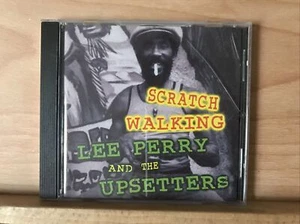 SCRATCH
WALKING
LEE PERRY
AND THE
UPSETTERS